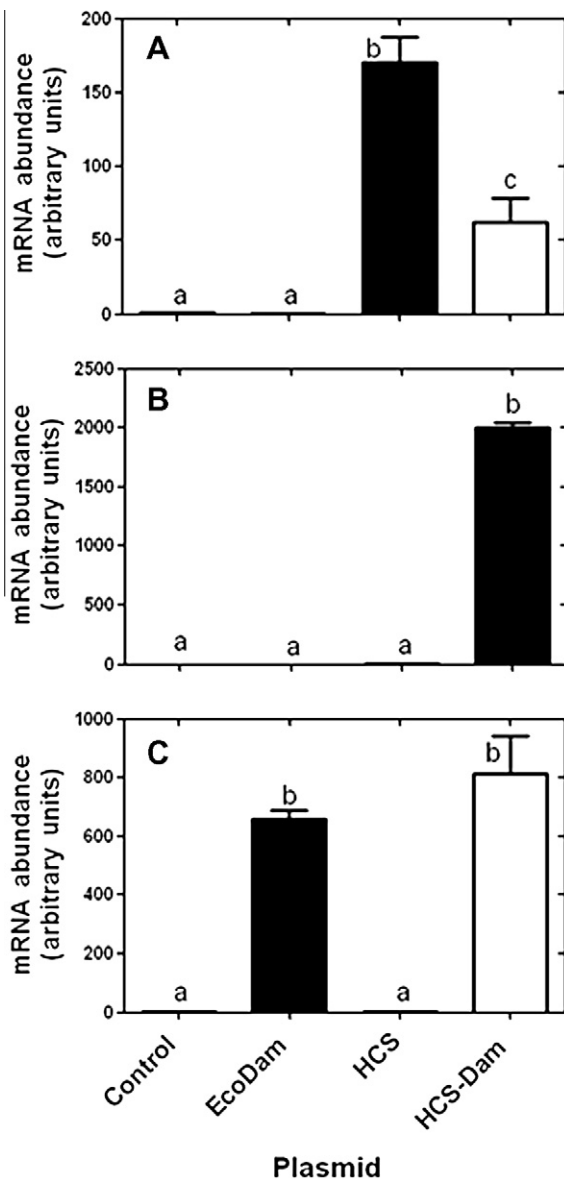 A
mRNA abundance
(arbitrary units)
200
150
100
50
0
a
a
b
c
B
mRNA abundance
(arbitrary units)
2500
2000
1500
1000
500
0
a
a
a
b
C
mRNA abundance
(arbitrary units)
1000
800
600
400
200
0
a
b
a
b
Control
EcoDam
HCS
HCS-Dam
Plasmid